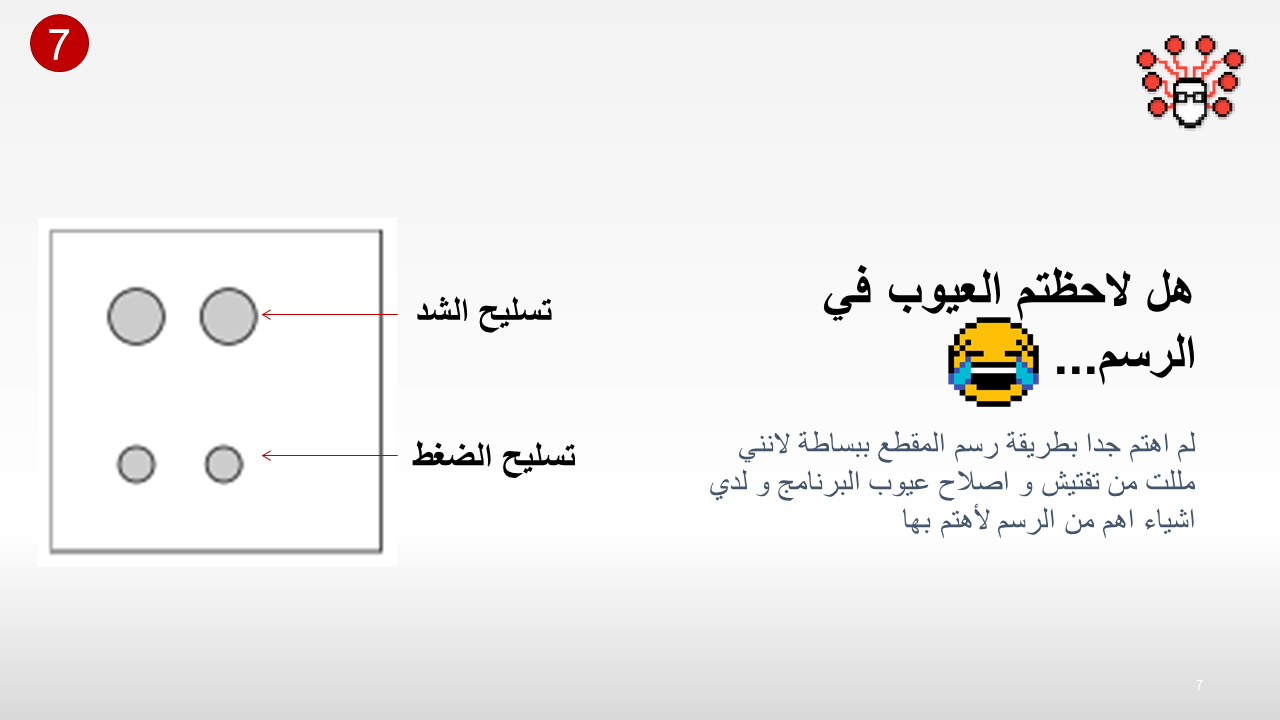 7
هل لاحظتم العيوب في
الرسم...
لم اهتم جدا بطريقة رسم المقطع ببساطة لانني
مللت من تفتيش و اصلاح عيوب البرنامج و لدي
اشياء اهم من الرسم لأهتم بها
تسليح الشد
تسليح الضغط
7